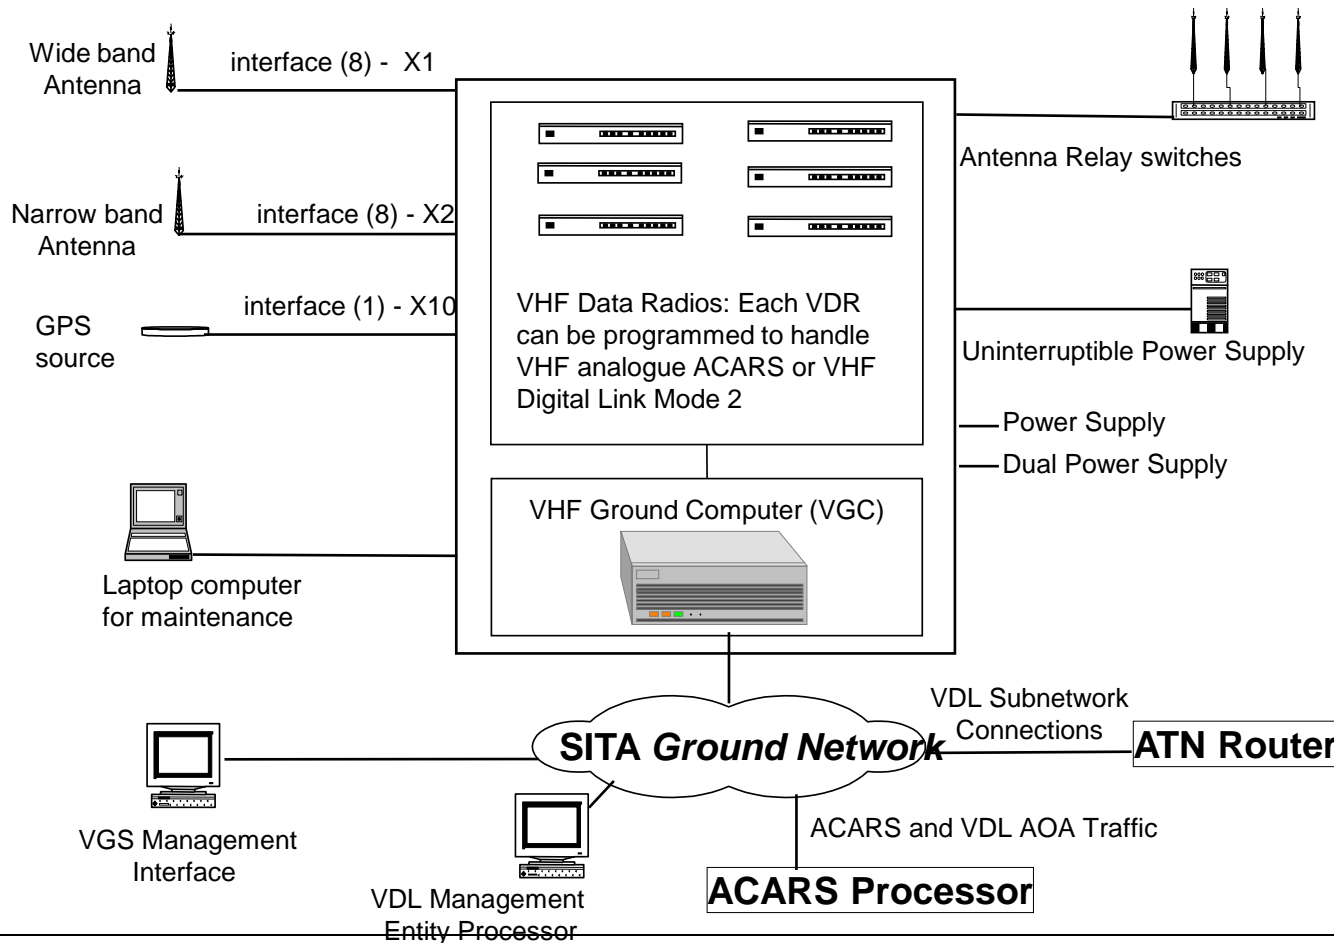 Wide band
Antenna
interface (8) -  X1
Antenna Relay switches
Narrow band
Antenna
interface (8) - X2
GPS
source
interface (1) - X10
VHF Data Radios: Each VDR
can be programmed to handle
VHF analogue ACARS or VHF
Digital Link Mode 2
Uninterruptible Power Supply
Power Supply
Dual Power Supply
VHF Ground Computer (VGC)
Laptop computer
for maintenance
VDL Subnetwork
Connections
SITA Ground Network
ATN Router
VGS Management
Interface
VDL Management
Entity Processor
ACARS and VDL AOA Traffic
ACARS Processor